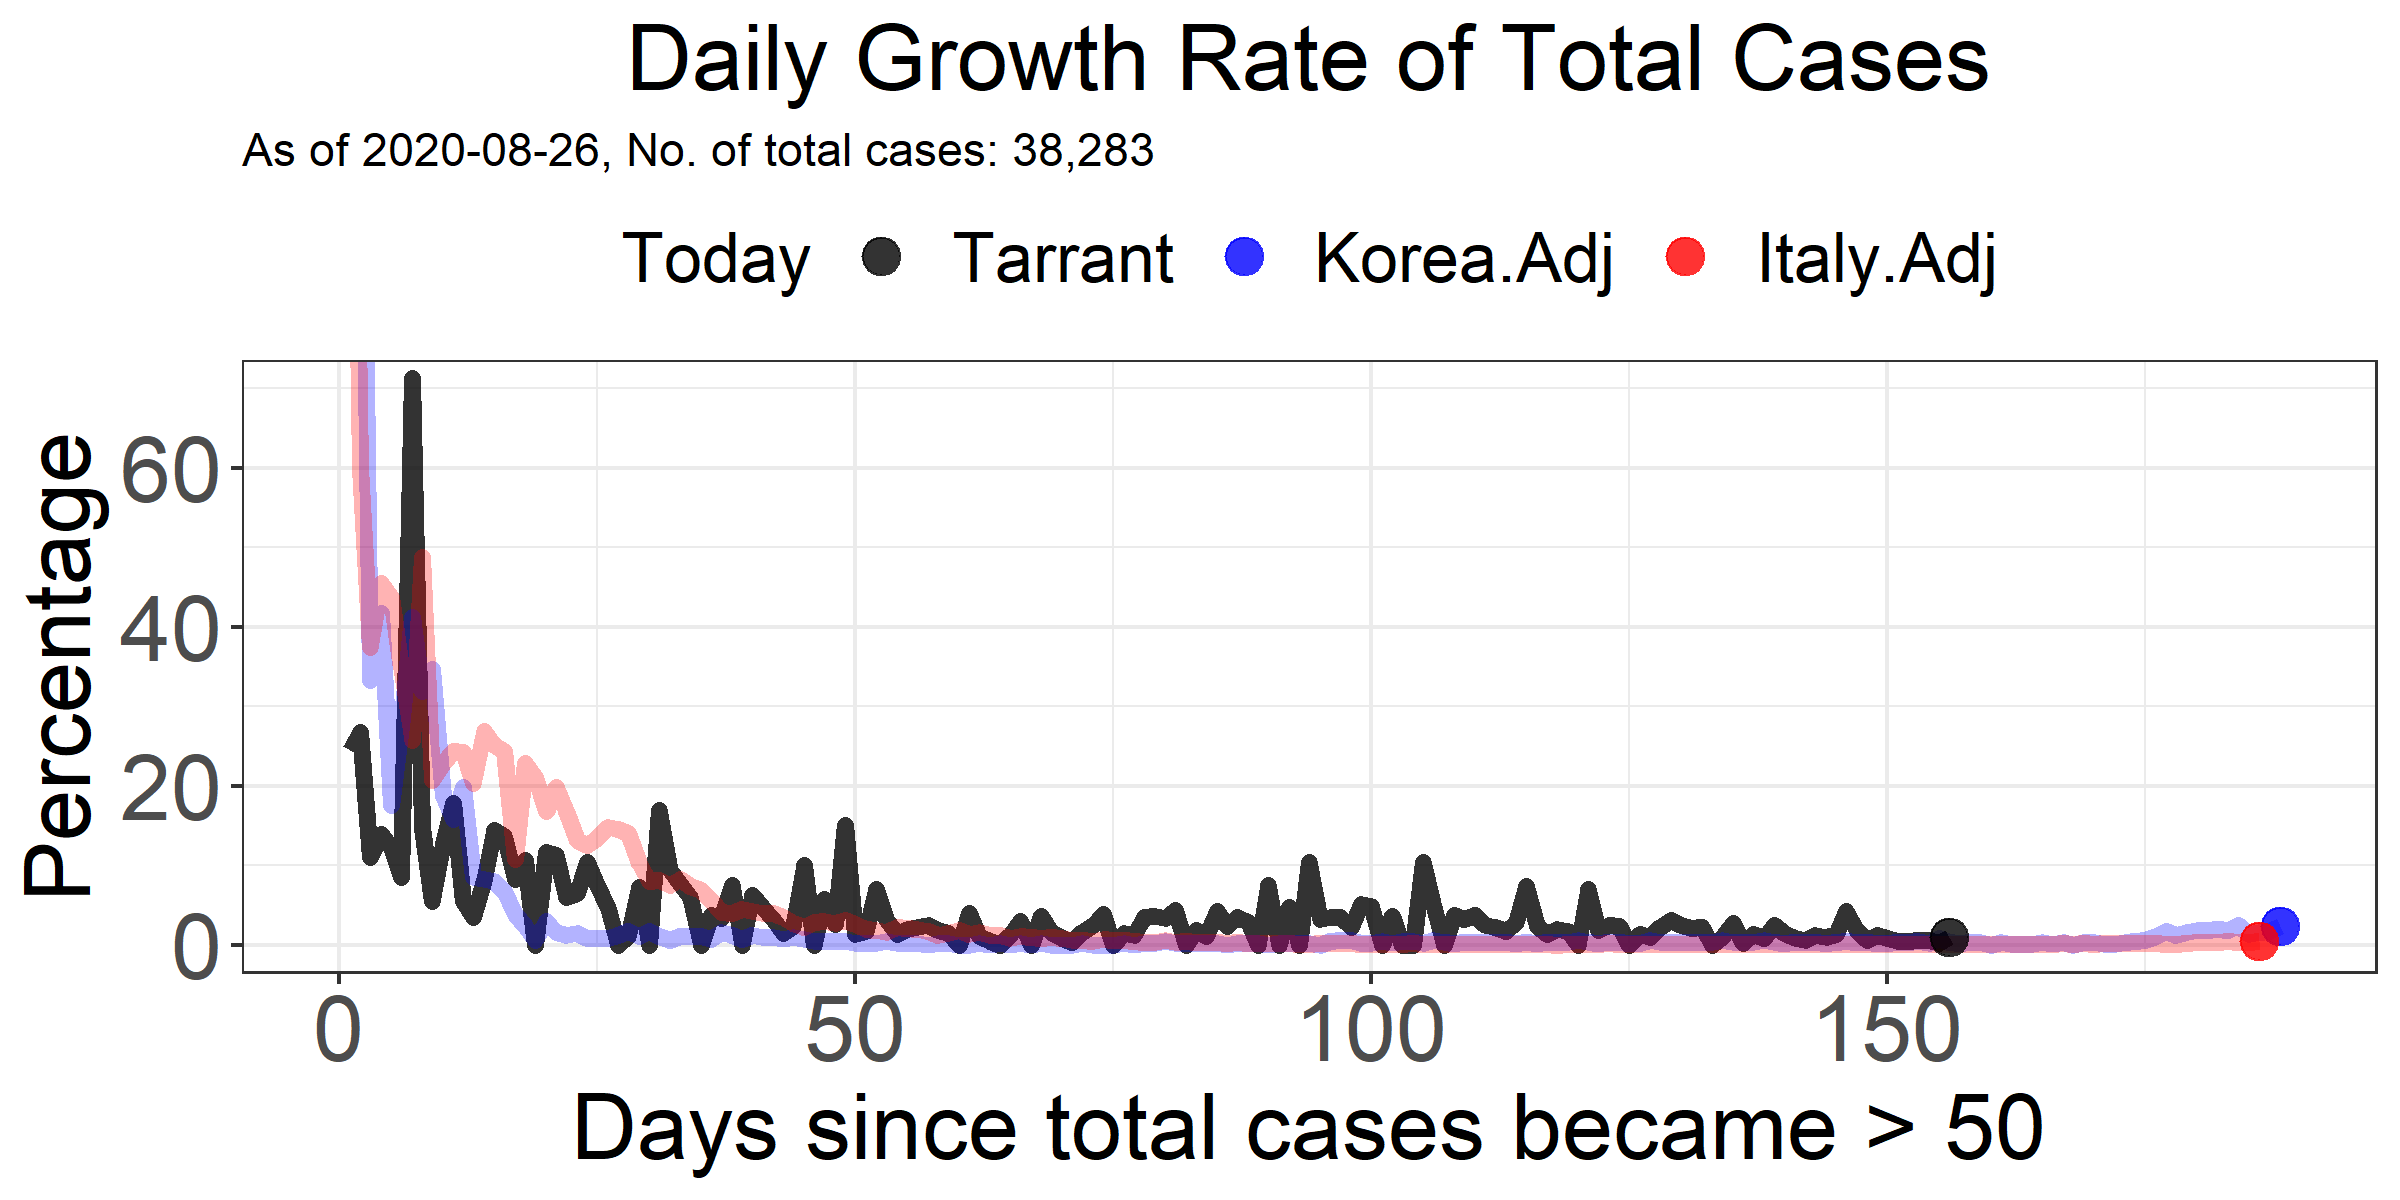 Daily Growth Rate of Total Cases
As of 2020-08-26, No. of total cases: 38,283
Today Tarrant Korea.Adj Italy.Adj
Percentage
60
40
20
0
0 50 100 150
Days since total cases became > 50